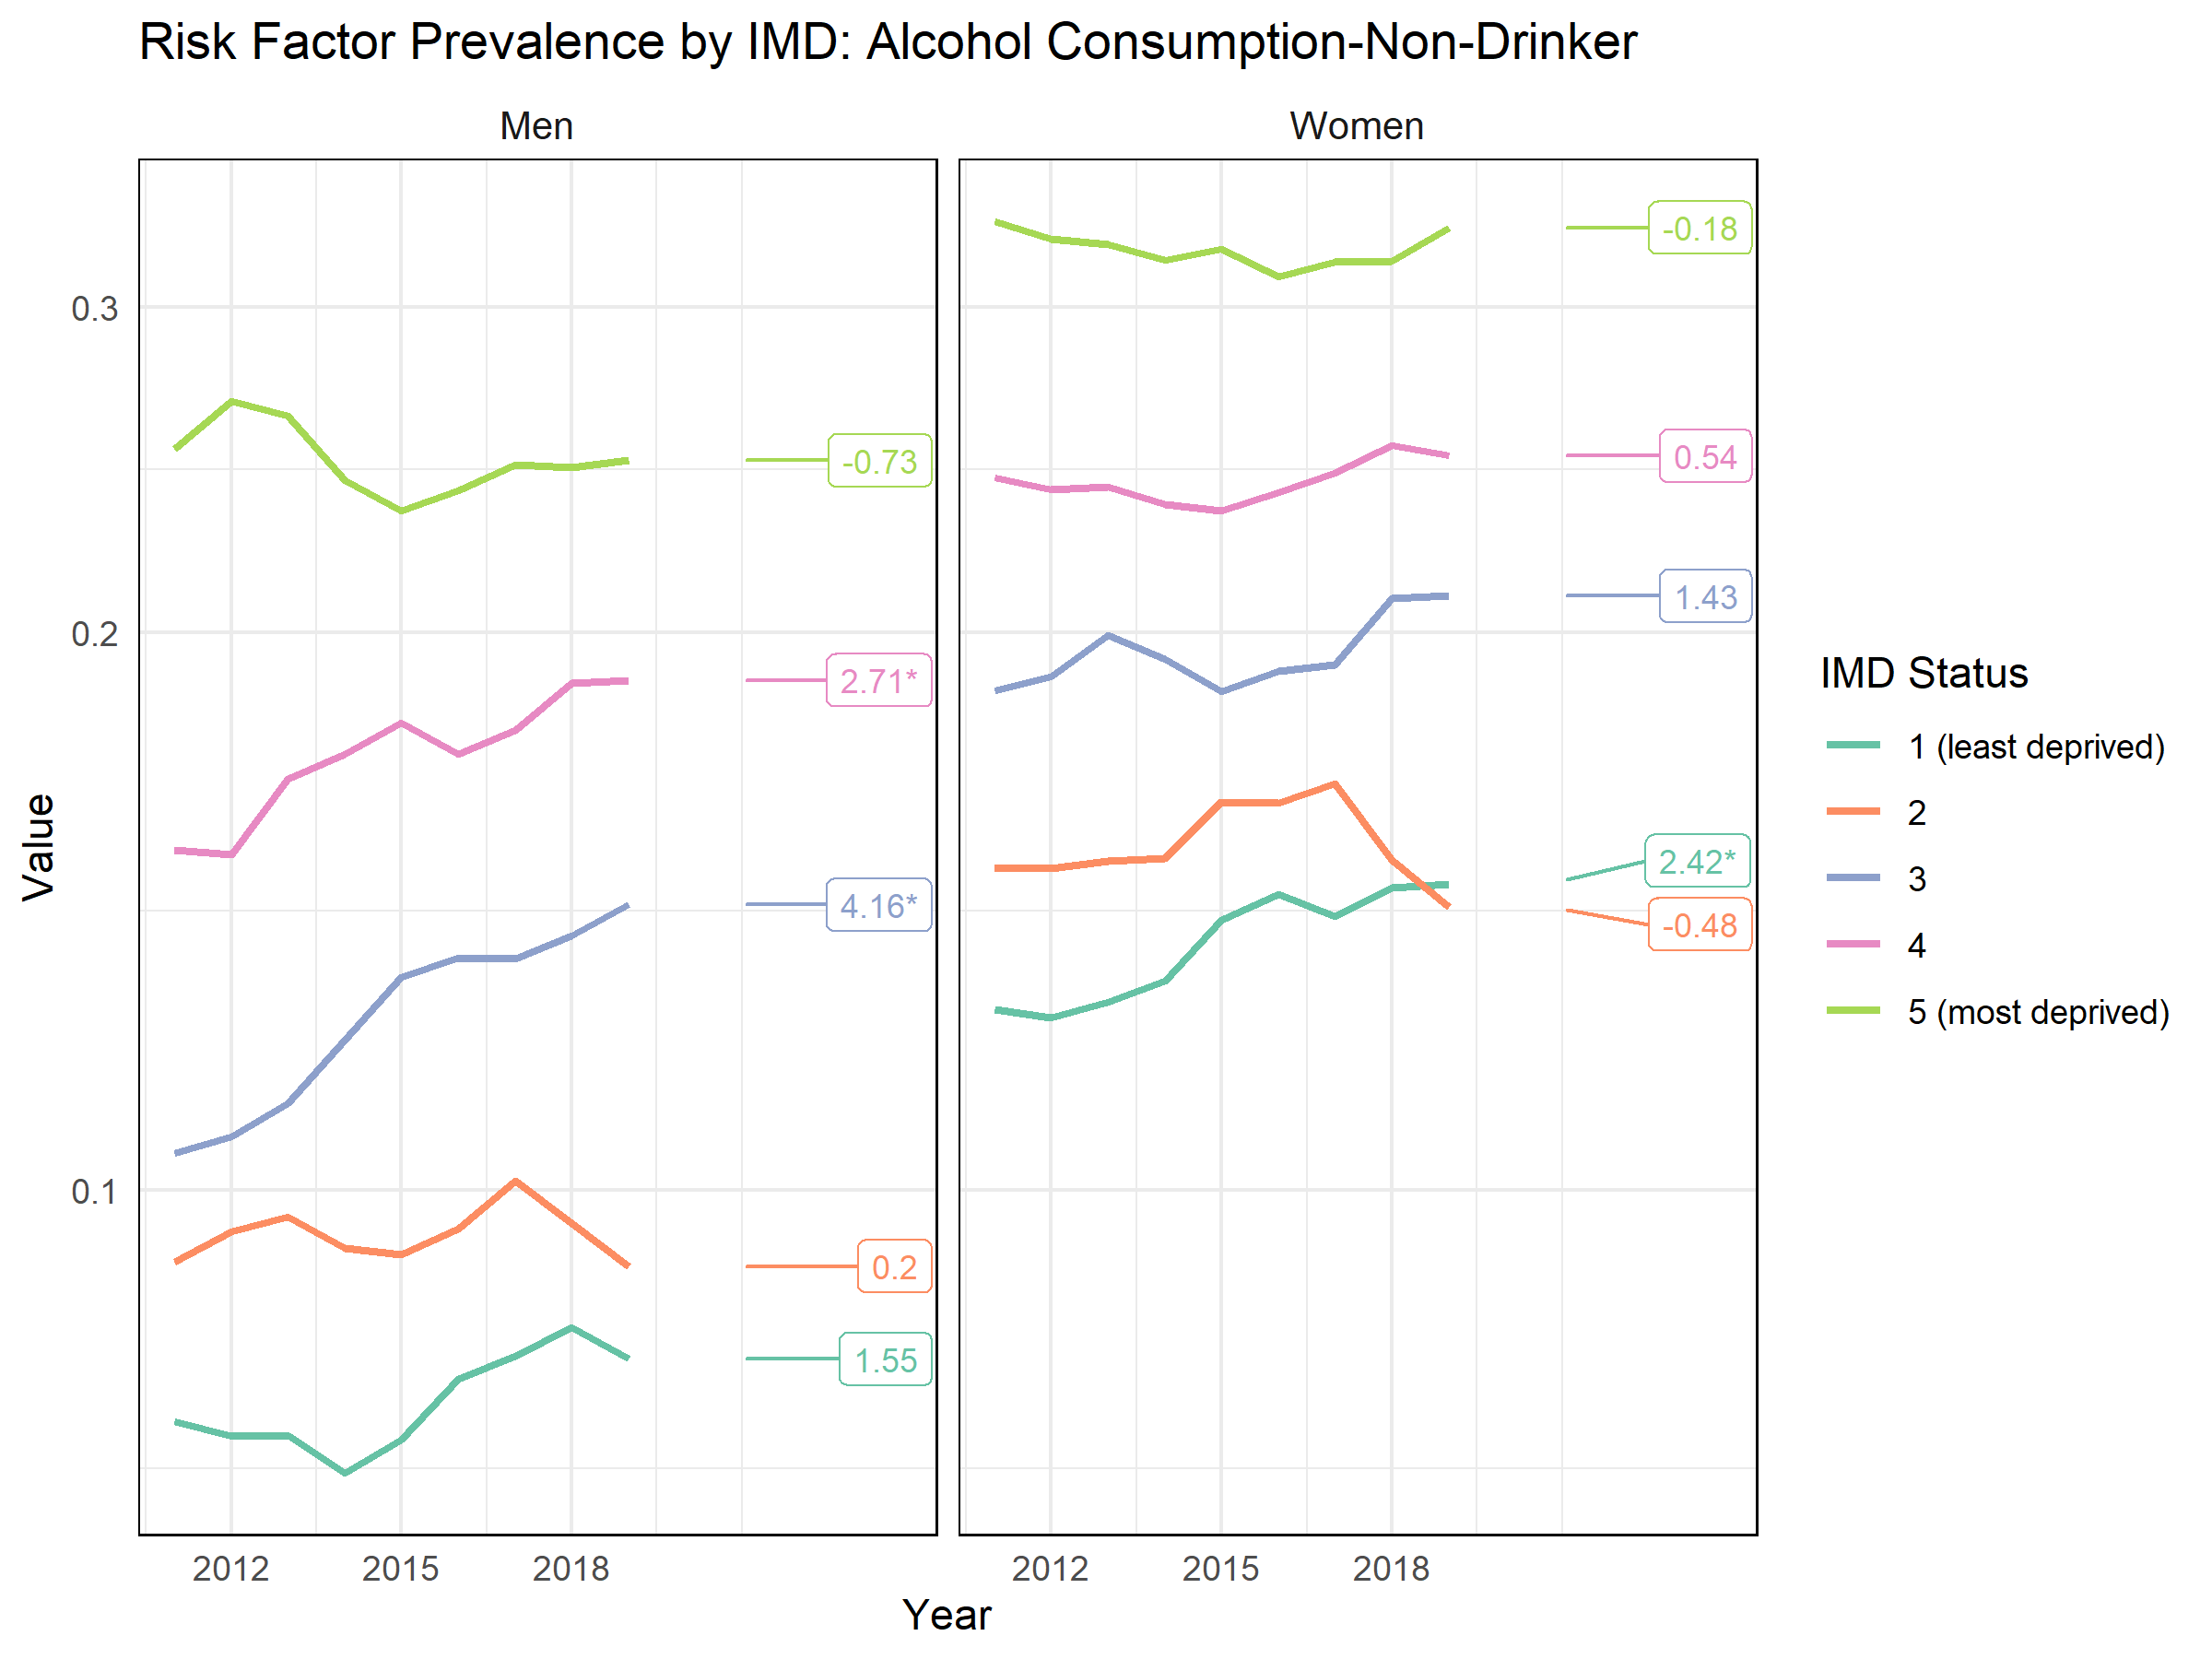 Risk Factor Prevalence by IMD: Alcohol Consumption-Non-Drinker
Men
Women
0.3
0.2
0.1
Value
-0.73
2.71*
4.16*
0.2
1.55
-0.18
0.54
1.43
2.42*
-0.48
2012
2015
2018
2012
2015
2018
Year
IMD Status
1 (least deprived)
2
3
4
5 (most deprived)